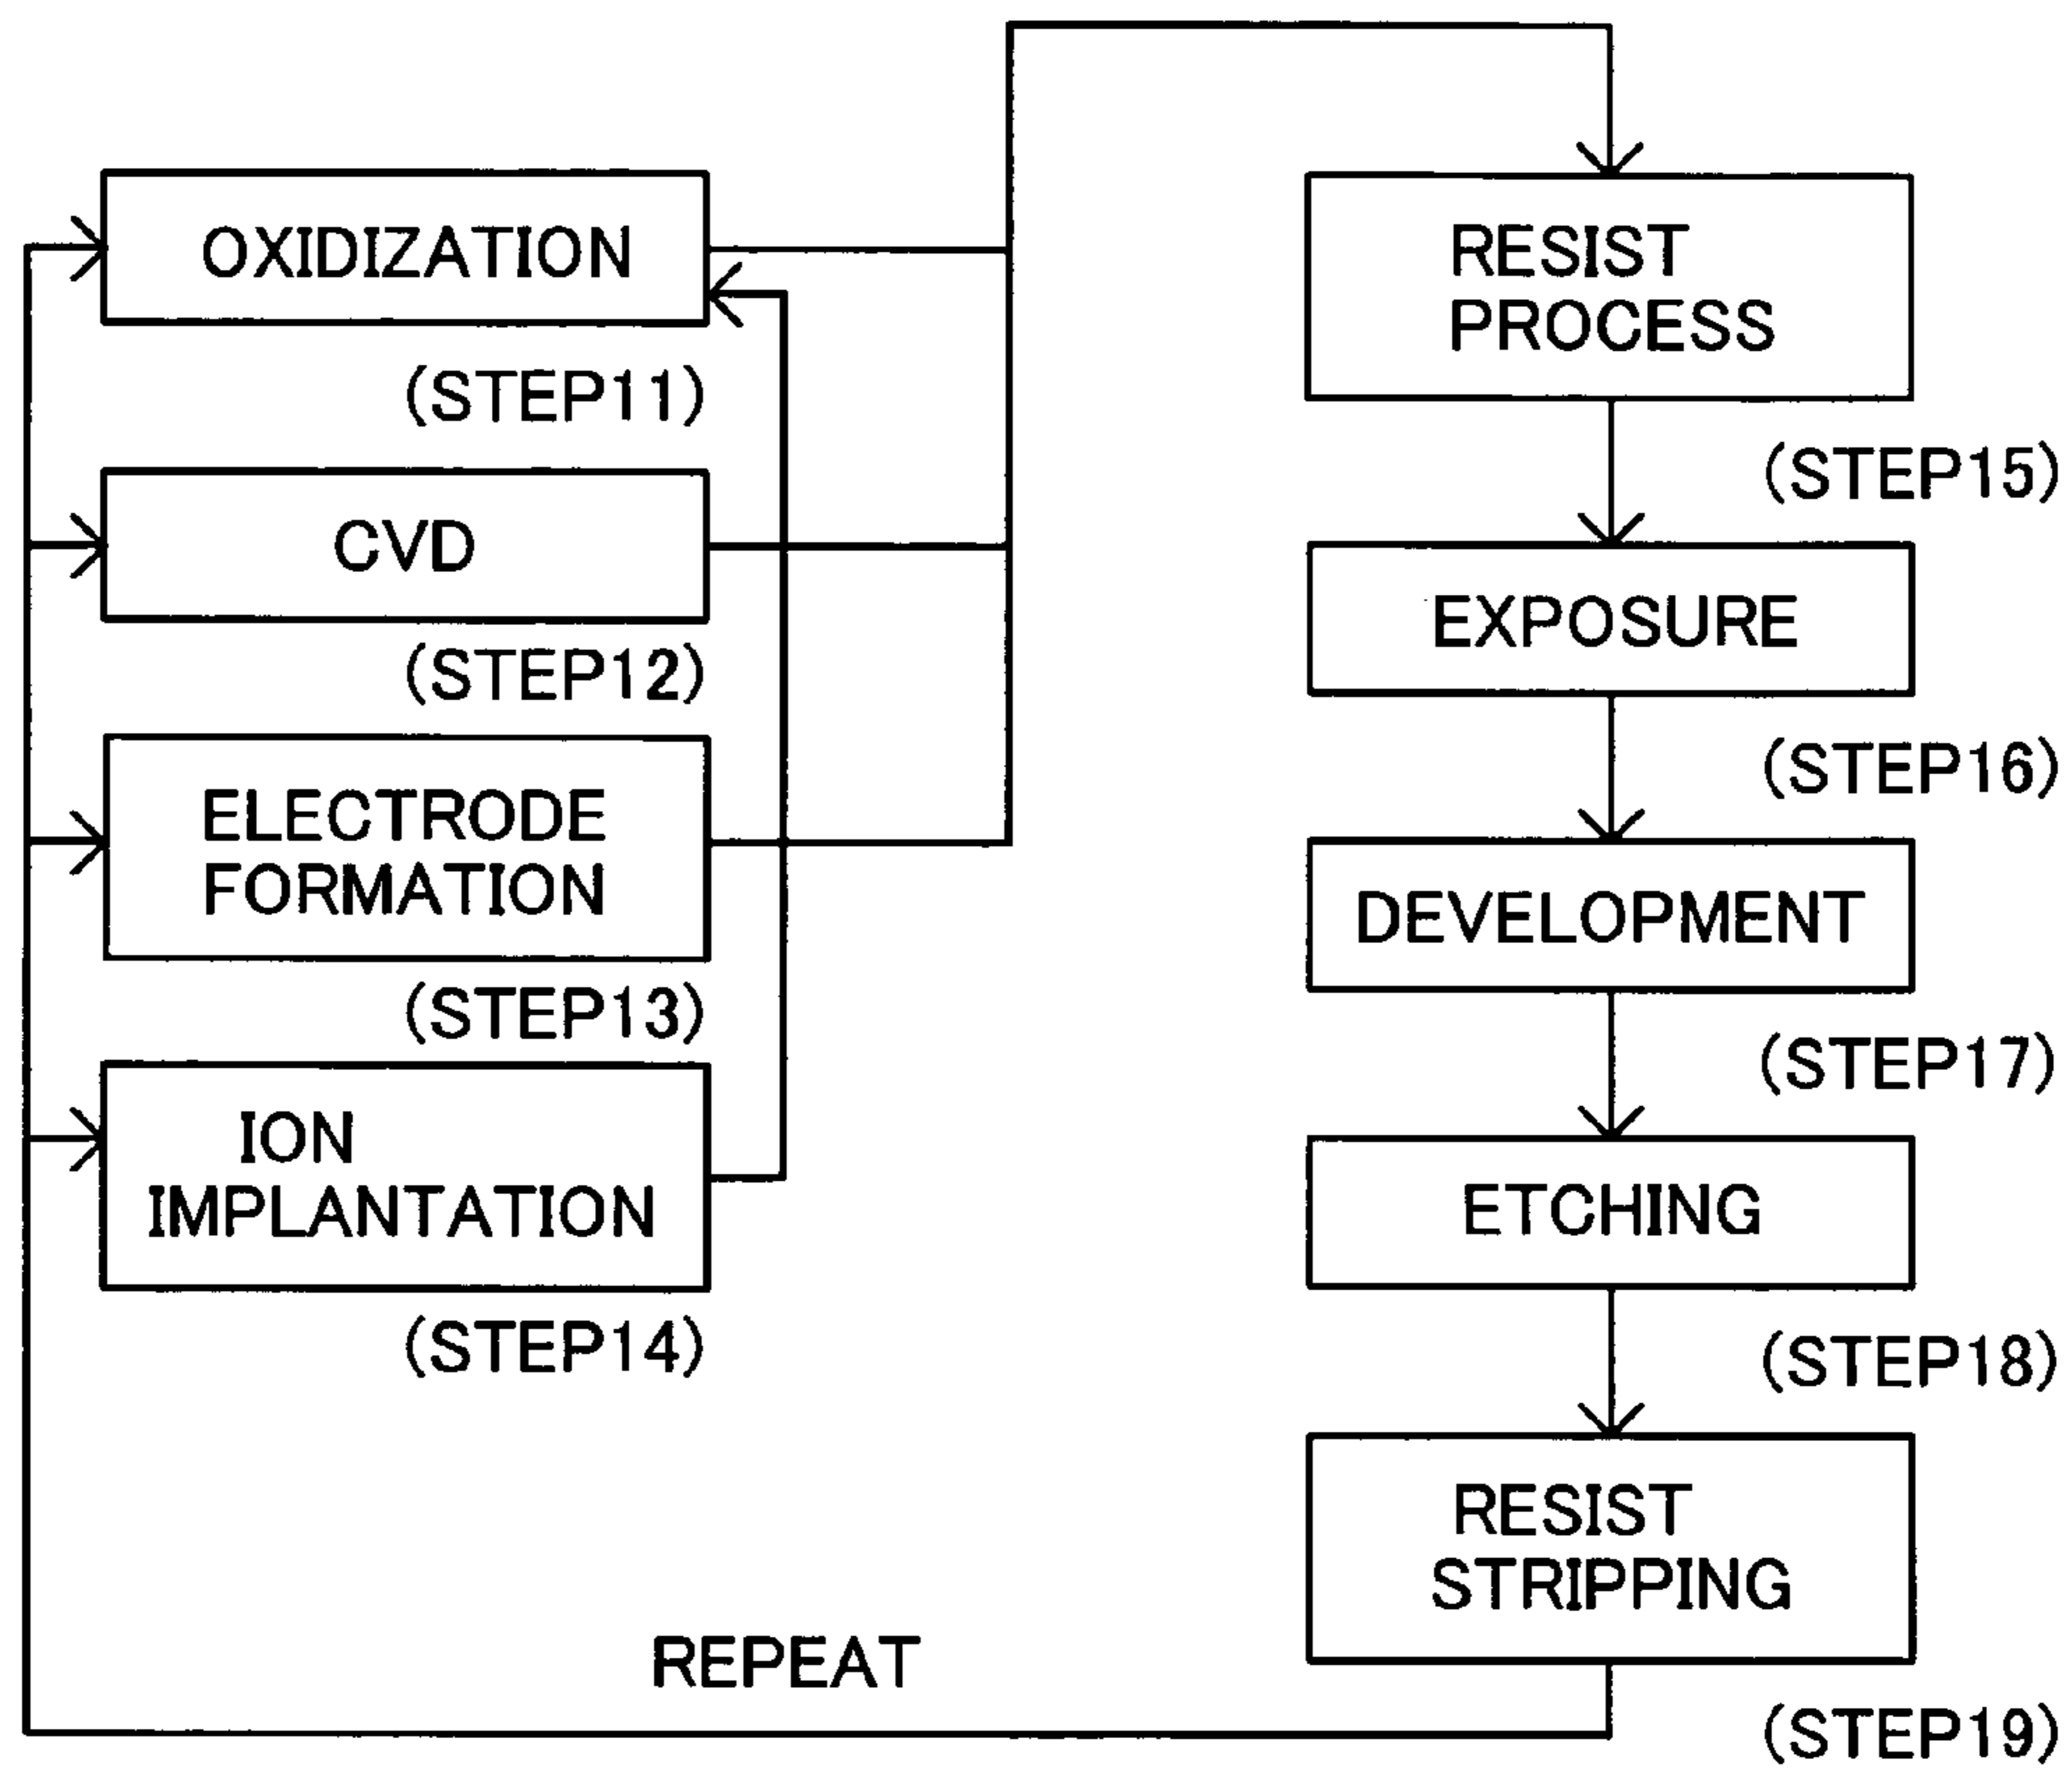 OXIDIZATION
(STEP11)
CVD
(STEP12)
ELECTRODE
FORMATION
(STEP13)
ION
IMPLANTATION
(STEP14)
RESIST
PROCESS
(STEP15)
EXPOSURE
(STEP16)
DEVELOPMENT
(STEP17)
ETCHING
(STEP18)
RESIST
STRIPPING
(STEP19)
REPEAT